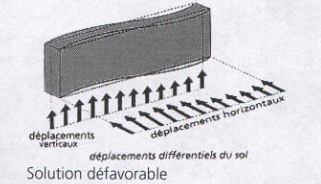 déplacements
verticaux
déplacements horizontaux
déplacements différentiels du sol
Solution défavorable